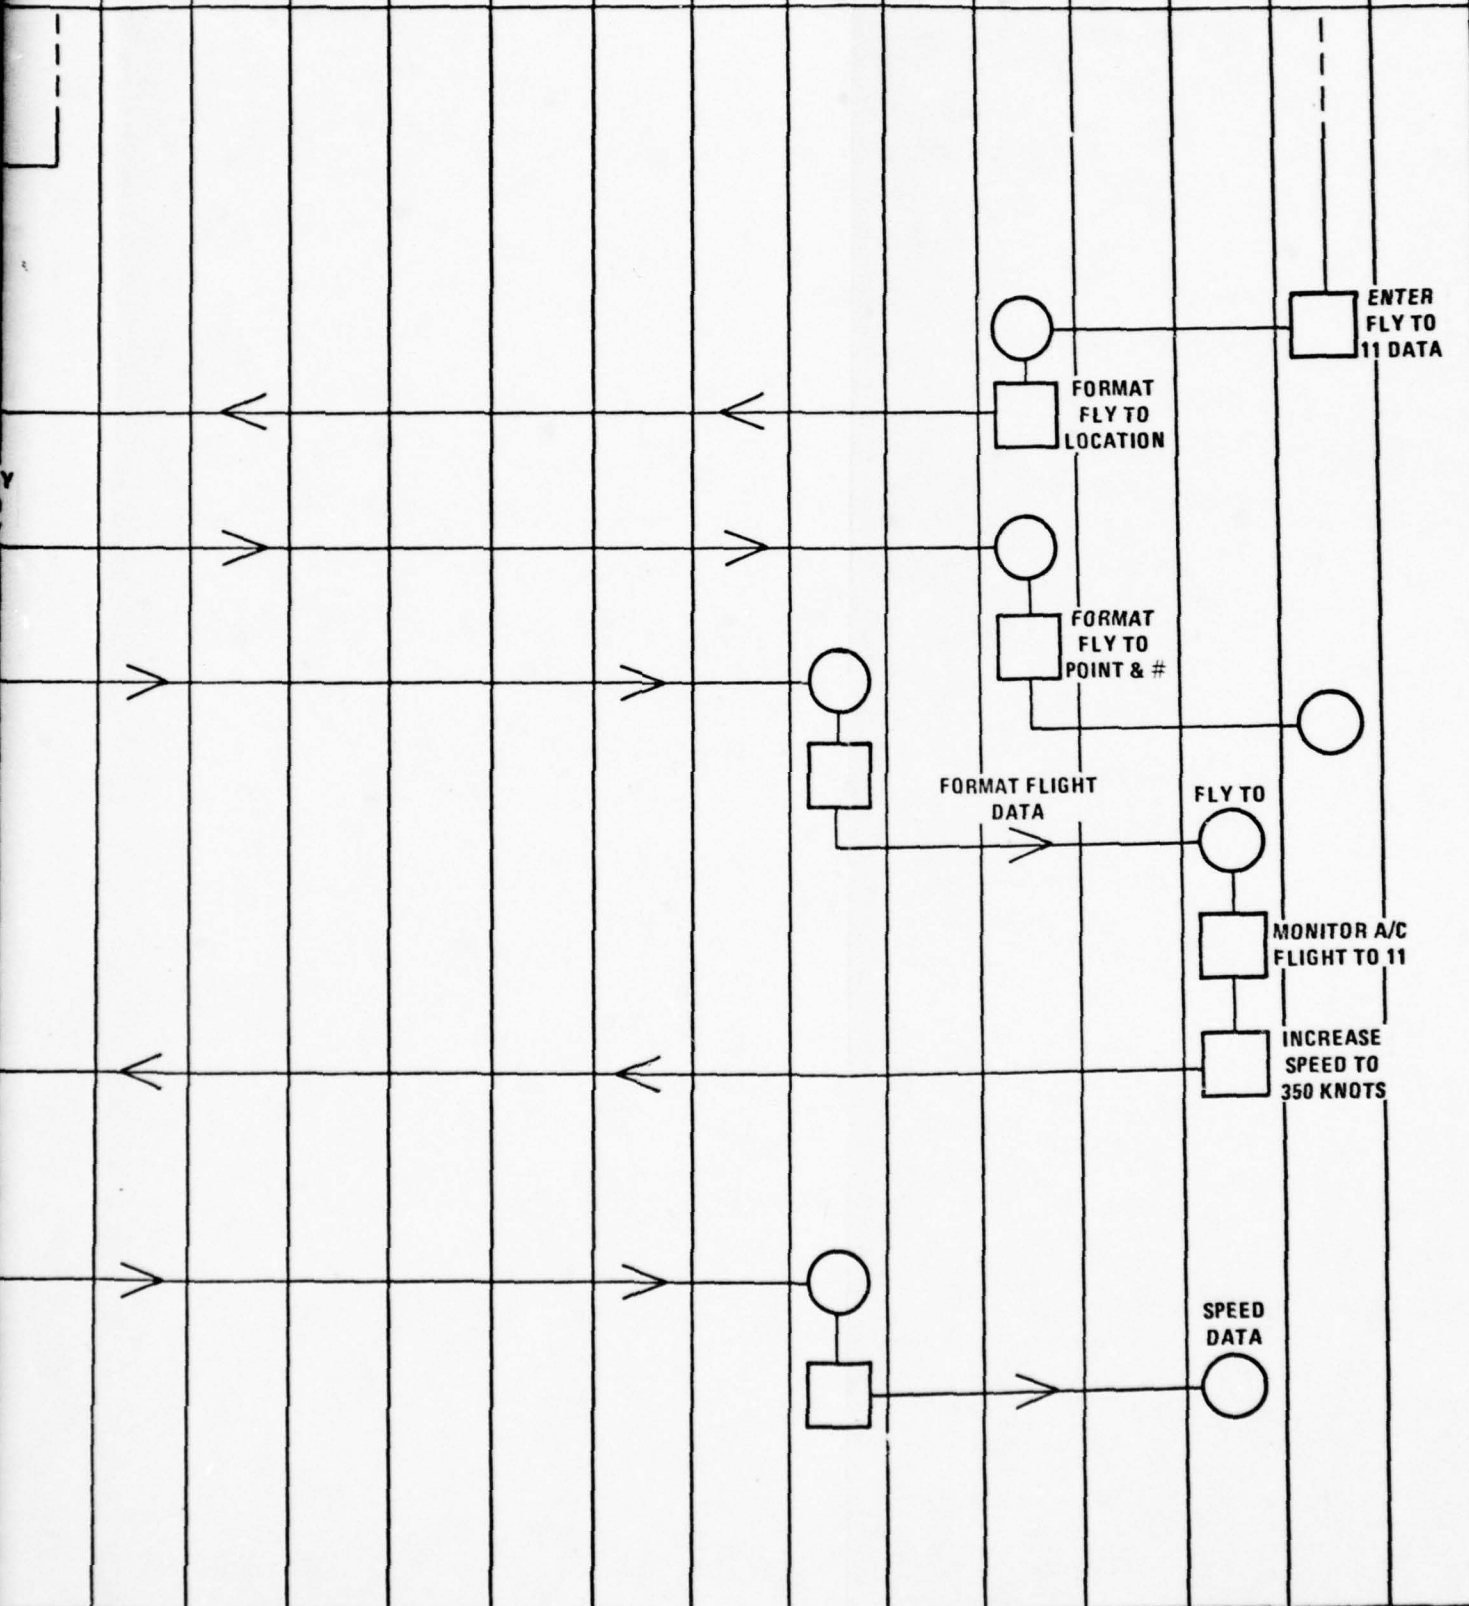 ENTER
FLY TO
11 DATA
FORMAT
FLY TO
LOCATION
Y
FORMAT
FLY TO
POINT & #
FORMAT FLIGHT
DATA
FLY TO
MONITOR A/C
FLIGHT TO 11
INCREASE
SPEED TO
350 KNOTS
SPEED
DATA